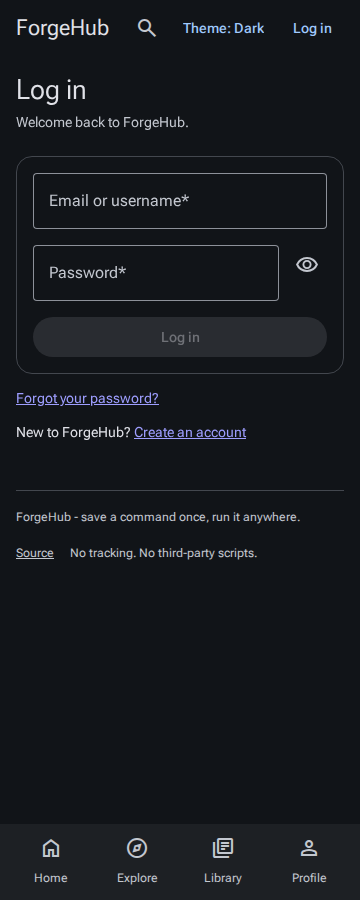 ForgeHub
Theme: Dark
Log in
Log in
Welcome back to ForgeHub.
Email or username*
Password*
Log in
Forgot your password?
New to ForgeHub? Create an account
ForgeHub - save a command once, run it anywhere.
Source No tracking. No third-party scripts.
Home Explore Library Profile